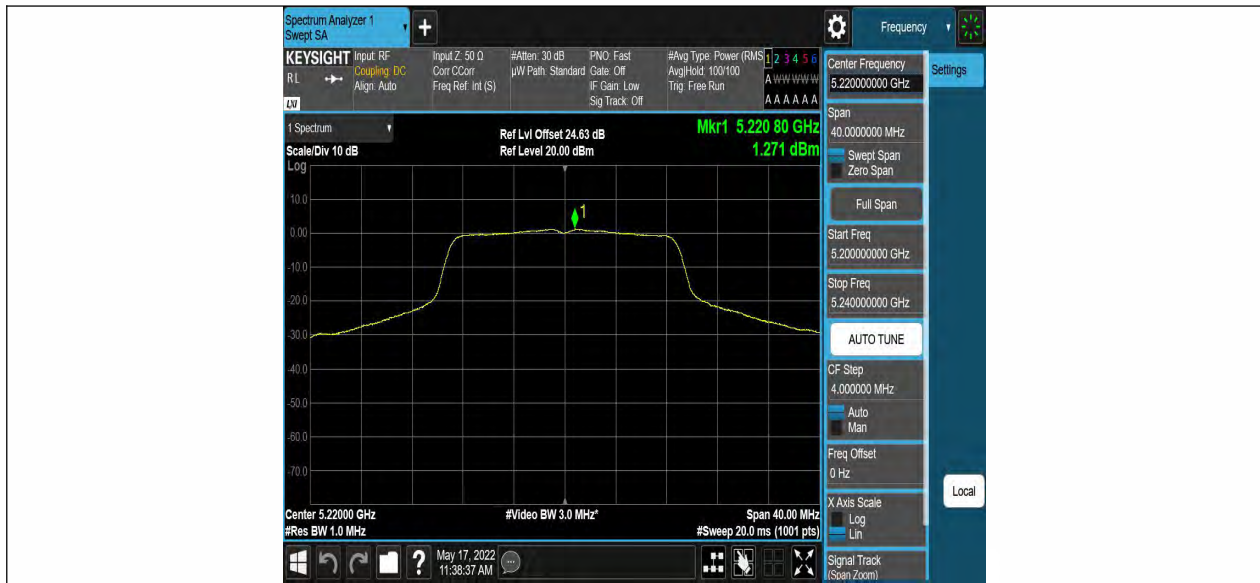 Spectrum Analyzer 1
Swept SA
+
Frequency
KEYSIGHT
RL
LXI
Input: RF
Coupling: DC
Align: Auto
Input Z: 50 Ω
Corr CCorr
Freq Ref: Int (S)
#Atten: 30 dB
µW Path: Standard
PNO: Fast
Gate: Off
IF Gain: Low
Sig Track: Off
#Avg Type: Power (RMS
Avg|Hold: 100/100
Trig: Free Run
1 2 3 4 5 6
A W W W W W
A A A A A A
1 Spectrum
Scale/Div 10 dB
Ref Lvl Offset 24.63 dB
Ref Level 20.00 dBm
Mkr1 5.220 80 GHz
1.271 dBm
Log
10.0
0.00
-10.0
-20.0
-30.0
-40.0
-50.0
-60.0
-70.0
1
Center 5.22000 GHz
#Res BW 1.0 MHz
#Video BW 3.0 MHz*
Span 40.00 MHz
#Sweep 20.0 ms (1001 pts)
?
May 17, 2022
11:38:37 AM
Center Frequency
5.220000000 GHz
Span
40.0000000 MHz
Swept Span
Zero Span
Full Span
Start Freq
5.200000000 GHz
Stop Freq
5.240000000 GHz
AUTO TUNE
CF Step
4.000000 MHz
Auto
Man
Freq Offset
0 Hz
X Axis Scale
Log
Lin
Signal Track
(Span Zoom)
Settings
Local